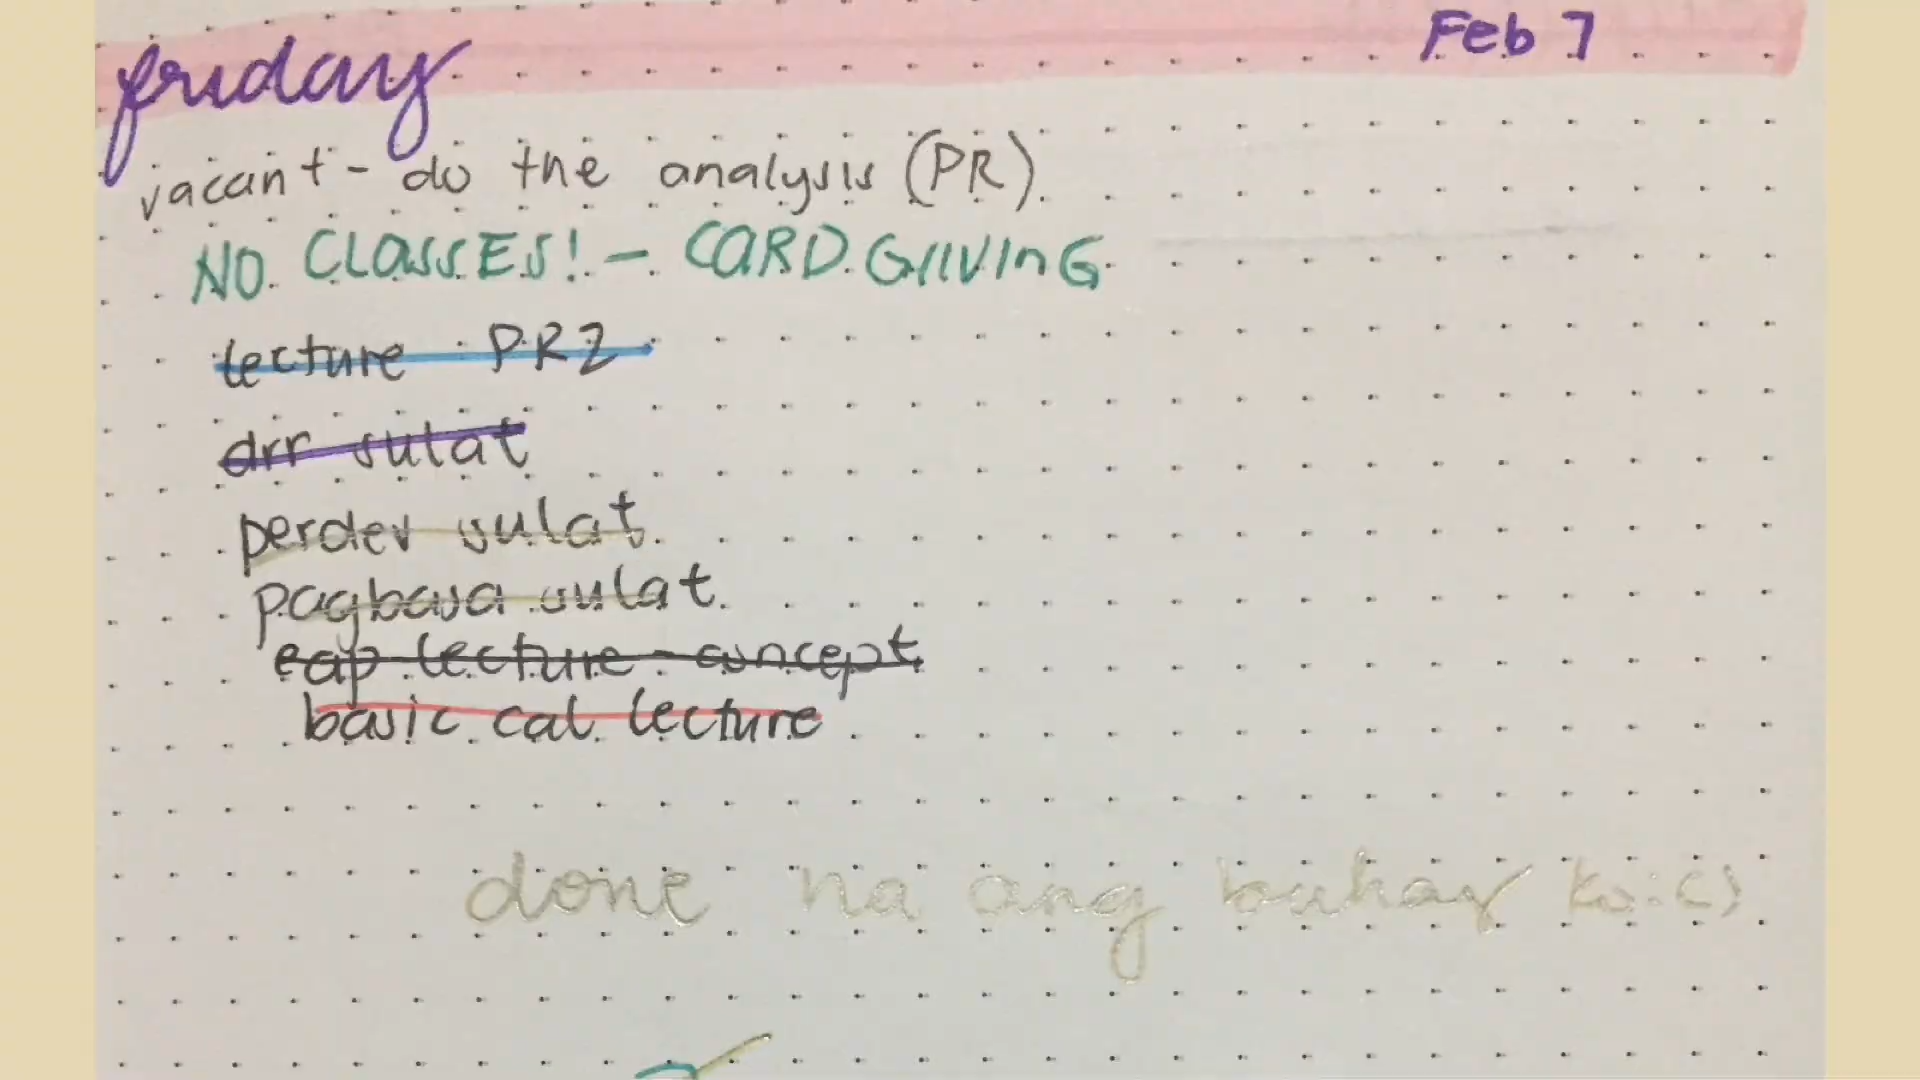 friday Feb 7
vacant - do the analysis (PR)
NO CLASSES! - CARD GIIVING
lecture PR2
drr sulat
perdev sulat
pagbasa sulat
eap lecture - concept
basic cal lecture
done na ang buhay ko :()